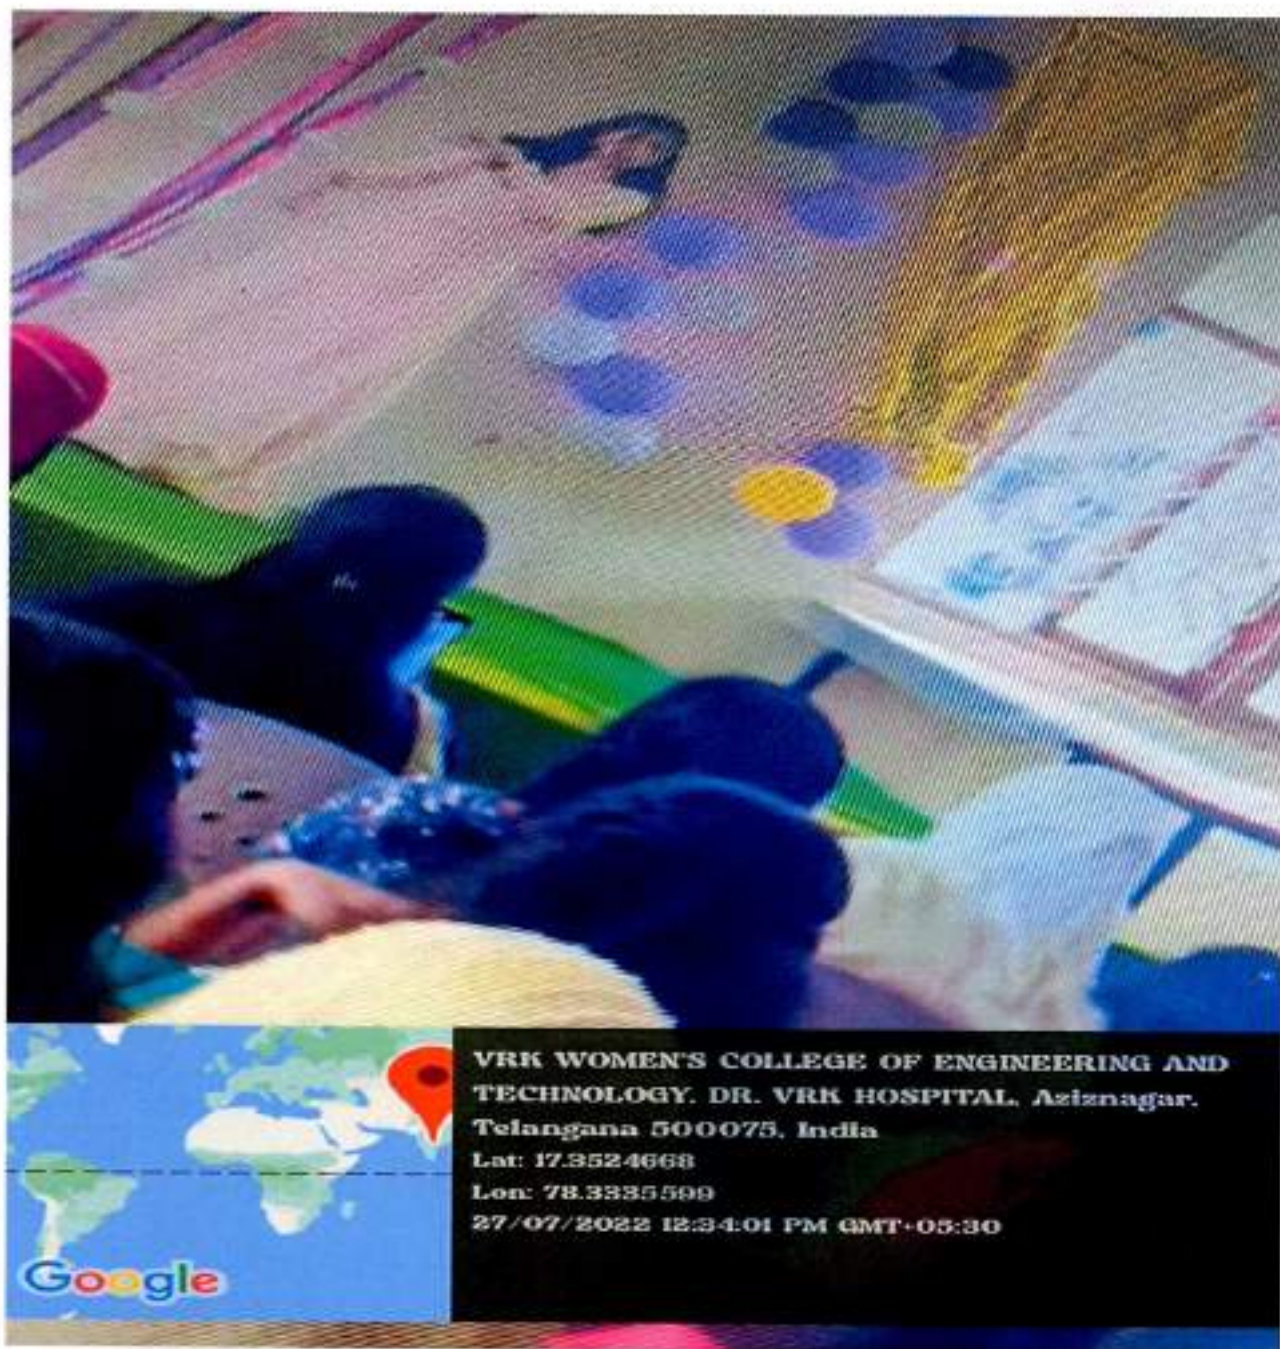 VRK WOMEN'S COLLEGE OF ENGINEERING AND
TECHNOLOGY, DR. VRK HOSPITAL, Aziznagar,
Telangana 500075, India
Lat: 17.3524668
Lon: 78.3335599
27/07/2022 12:34:01 PM GMT+05:30
Google